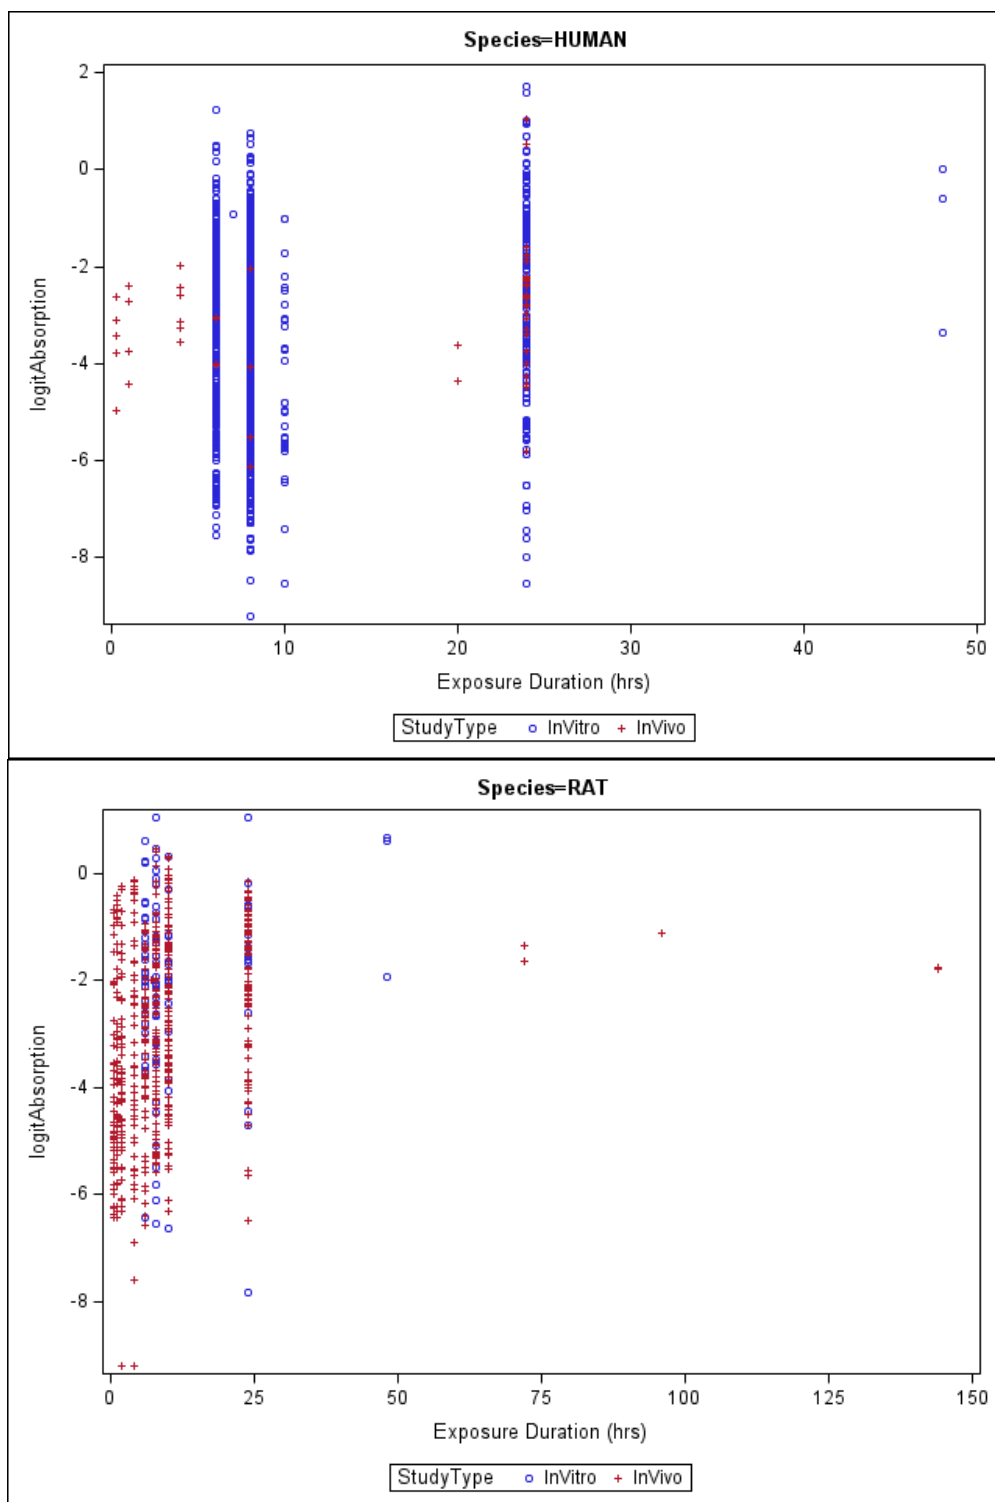 Species=HUMAN
2
0
-2
-4
-6
-8
logitAbsorption
0 10 20 30 40 50
Exposure Duration (hrs)
StudyType InVitro InVivo
Species=RAT
0
-2
-4
-6
-8
logitAbsorption
0 25 50 75 100 125 150
Exposure Duration (hrs)
StudyType InVitro InVivo